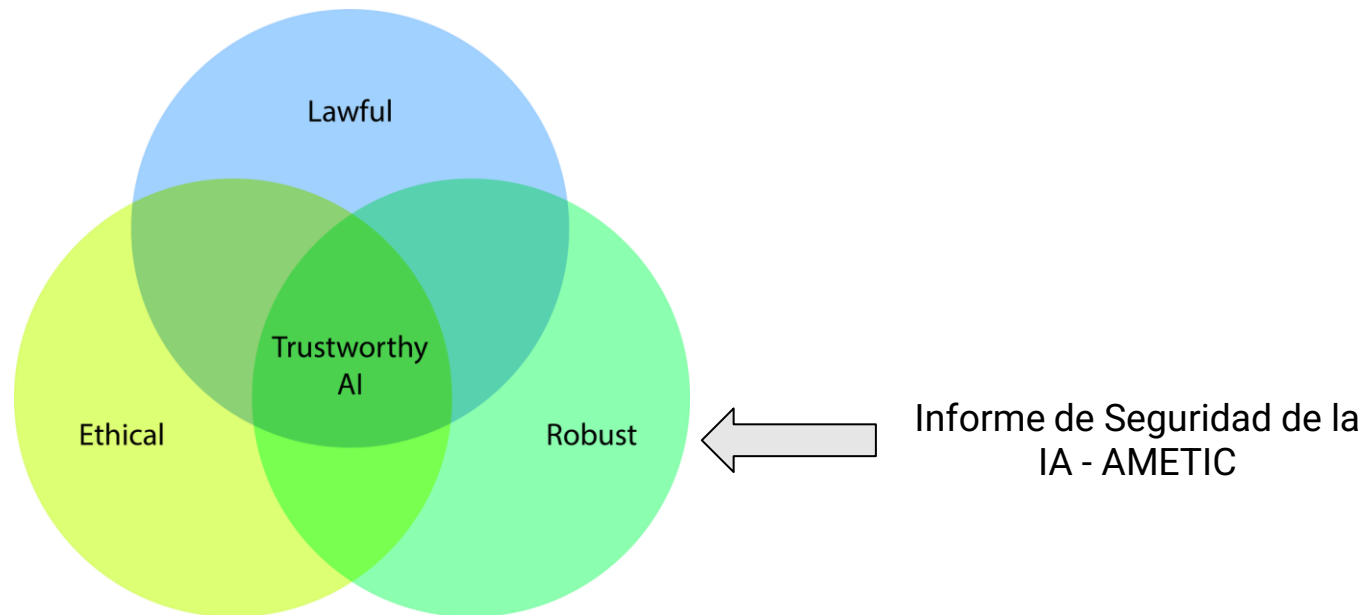 Lawful
Trustworthy
AI
Ethical
Robust
Informe de Seguridad de la
IA - AMETIC